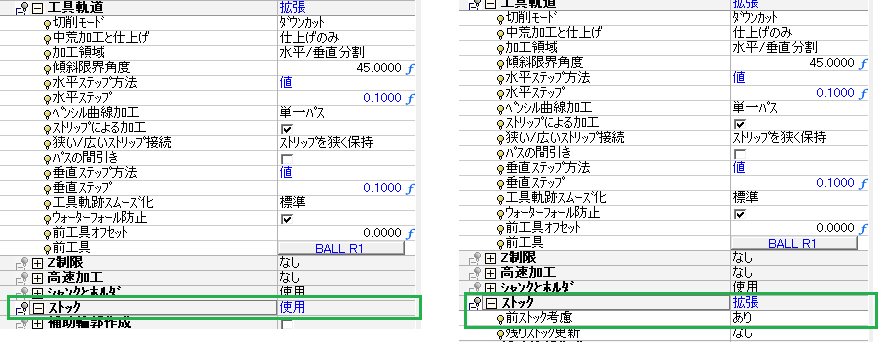 工具軌道 拡張
切削モード ダウンカット
中荒加工と仕上げ 仕上げのみ
加工領域 水平/垂直分割
傾斜限界角度 45.0000 f
水平ステップ方法 値
水平ステップ 0.1000 f
ペンシル曲線加工 単一パス
ストリップによる加工
狭い/広いストリップ接続 ストリップを狭く保持
パスの間引き
垂直ステップ方法 値
垂直ステップ 0.1000 f
工具軌跡スムーズ化 標準
ウォーターフォール防止
前工具オフセット 0.0000 f
前工具 BALL R1
Z制限 なし
高速加工 なし
シャンクとホルダ 使用
ストック 使用
補助輪郭作成
工具軌道 拡張
切削モード ダウンカット
中荒加工と仕上げ 仕上げのみ
加工領域 水平/垂直分割
傾斜限界角度 45.0000 f
水平ステップ方法 値
水平ステップ 0.1000 f
ペンシル曲線加工 単一パス
ストリップによる加工
狭い/広いストリップ接続 ストリップを狭く保持
パスの間引き
垂直ステップ方法 値
垂直ステップ 0.1000 f
工具軌跡スムーズ化 標準
ウォーターフォール防止
前工具オフセット 0.0000 f
前工具 BALL R1
Z制限 なし
高速加工 なし
シャンクとホルダ 使用
ストック 拡張
前ストック考慮 あり
残りストック更新 なし